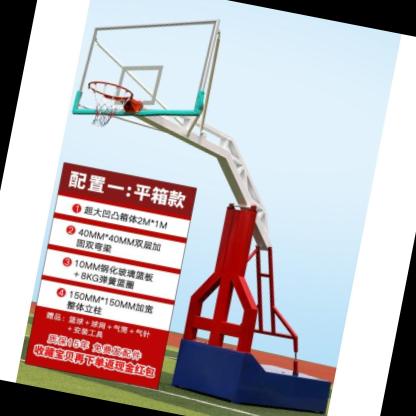 配置一:平箱款
1 超大凹凸箱体2M*1M
2 40MM*40MM双层加
固双弯梁
3 10MM钢化玻璃篮板
+8KG弹簧篮圈
4 150MM*150MM加宽
整体立柱
赠品:篮球+球网+气筒+气针
+安装工具
质保15年 免费发配件
收藏宝贝再下单返现金红包